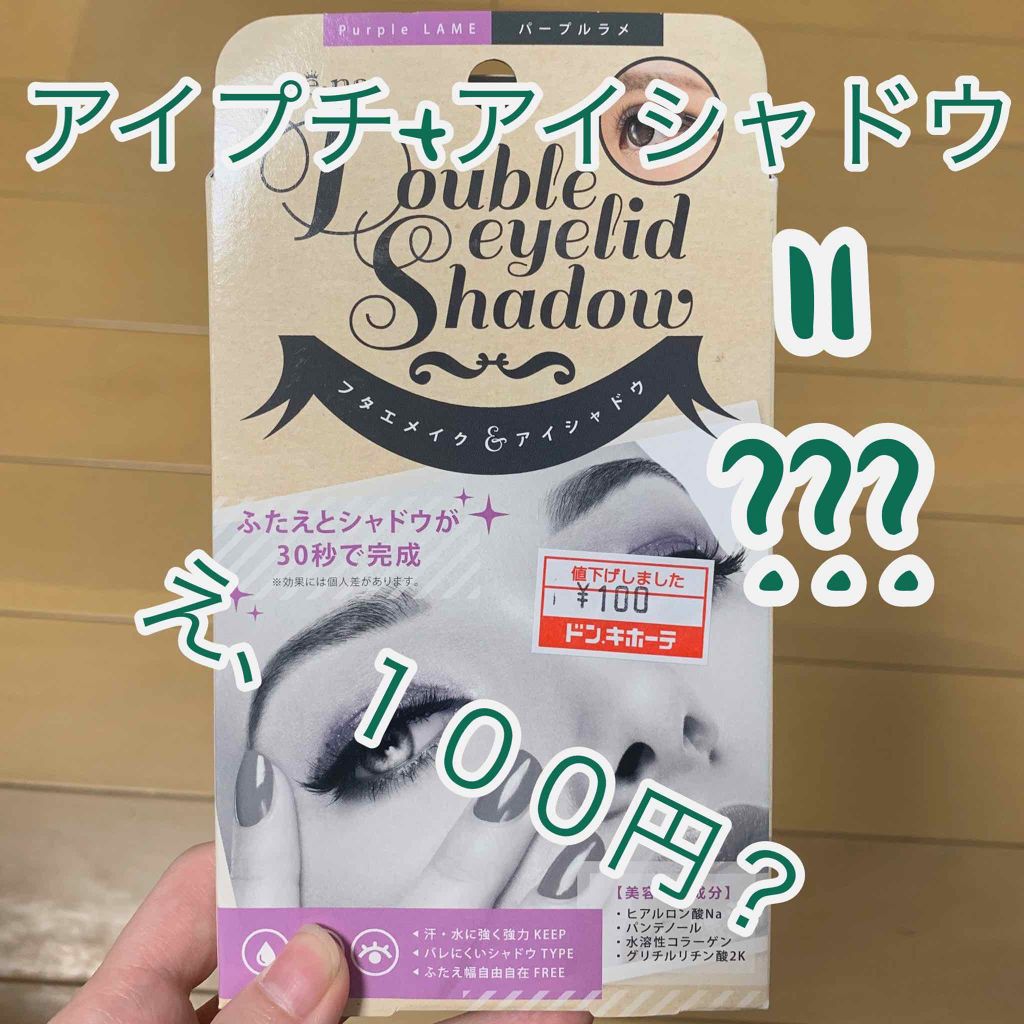 Purple LAME パープルラメ
アイプチ+アイシャドウ
Double
eyelid
Shadow
=
フタエメイク & アイシャドウ
???
ふたえとシャドウが
30秒で完成
※効果には個人差があります。
値下げしました
¥100
ドン.キホーテ
え、
100円?
・ヒアルロン酸Na
・パンテノール
・水溶性コラーゲン
・グリチルリチン酸2K
◂ 汗・水に強く強力 KEEP
◂ バレにくいシャドウ TYPE
◂ ふたえ幅自由自在 FREE